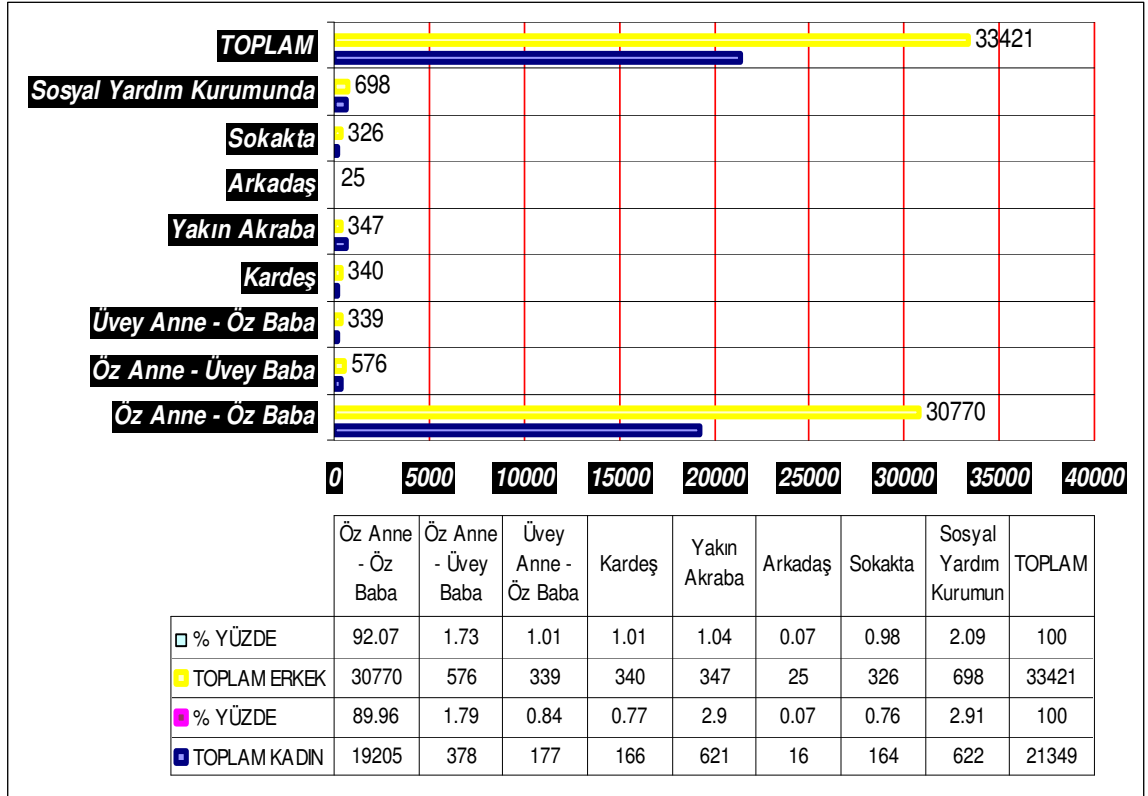 TOPLAM
33421
Sosyal Yardım Kurumunda
698
Sokakta
326
Arkadaş
25
Yakın Akraba
347
Kardeş
340
Üvey Anne - Öz Baba
339
Öz Anne - Üvey Baba
576
Öz Anne - Öz Baba
30770
0 5000 10000 15000 20000 25000 30000 35000 40000
Öz Anne - Öz Baba Öz Anne - Üvey Baba Üvey Anne - Öz Baba Kardeş Yakın Akraba Arkadaş Sokakta Sosyal Yardım Kurumun TOPLAM
% YÜZDE 92.07 1.73 1.01 1.01 1.04 0.07 0.98 2.09 100
TOPLAM ERKEK 30770 576 339 340 347 25 326 698 33421
% YÜZDE 89.96 1.79 0.84 0.77 2.9 0.07 0.76 2.91 100
TOPLAM KADIN 19205 378 177 166 621 16 164 622 21349